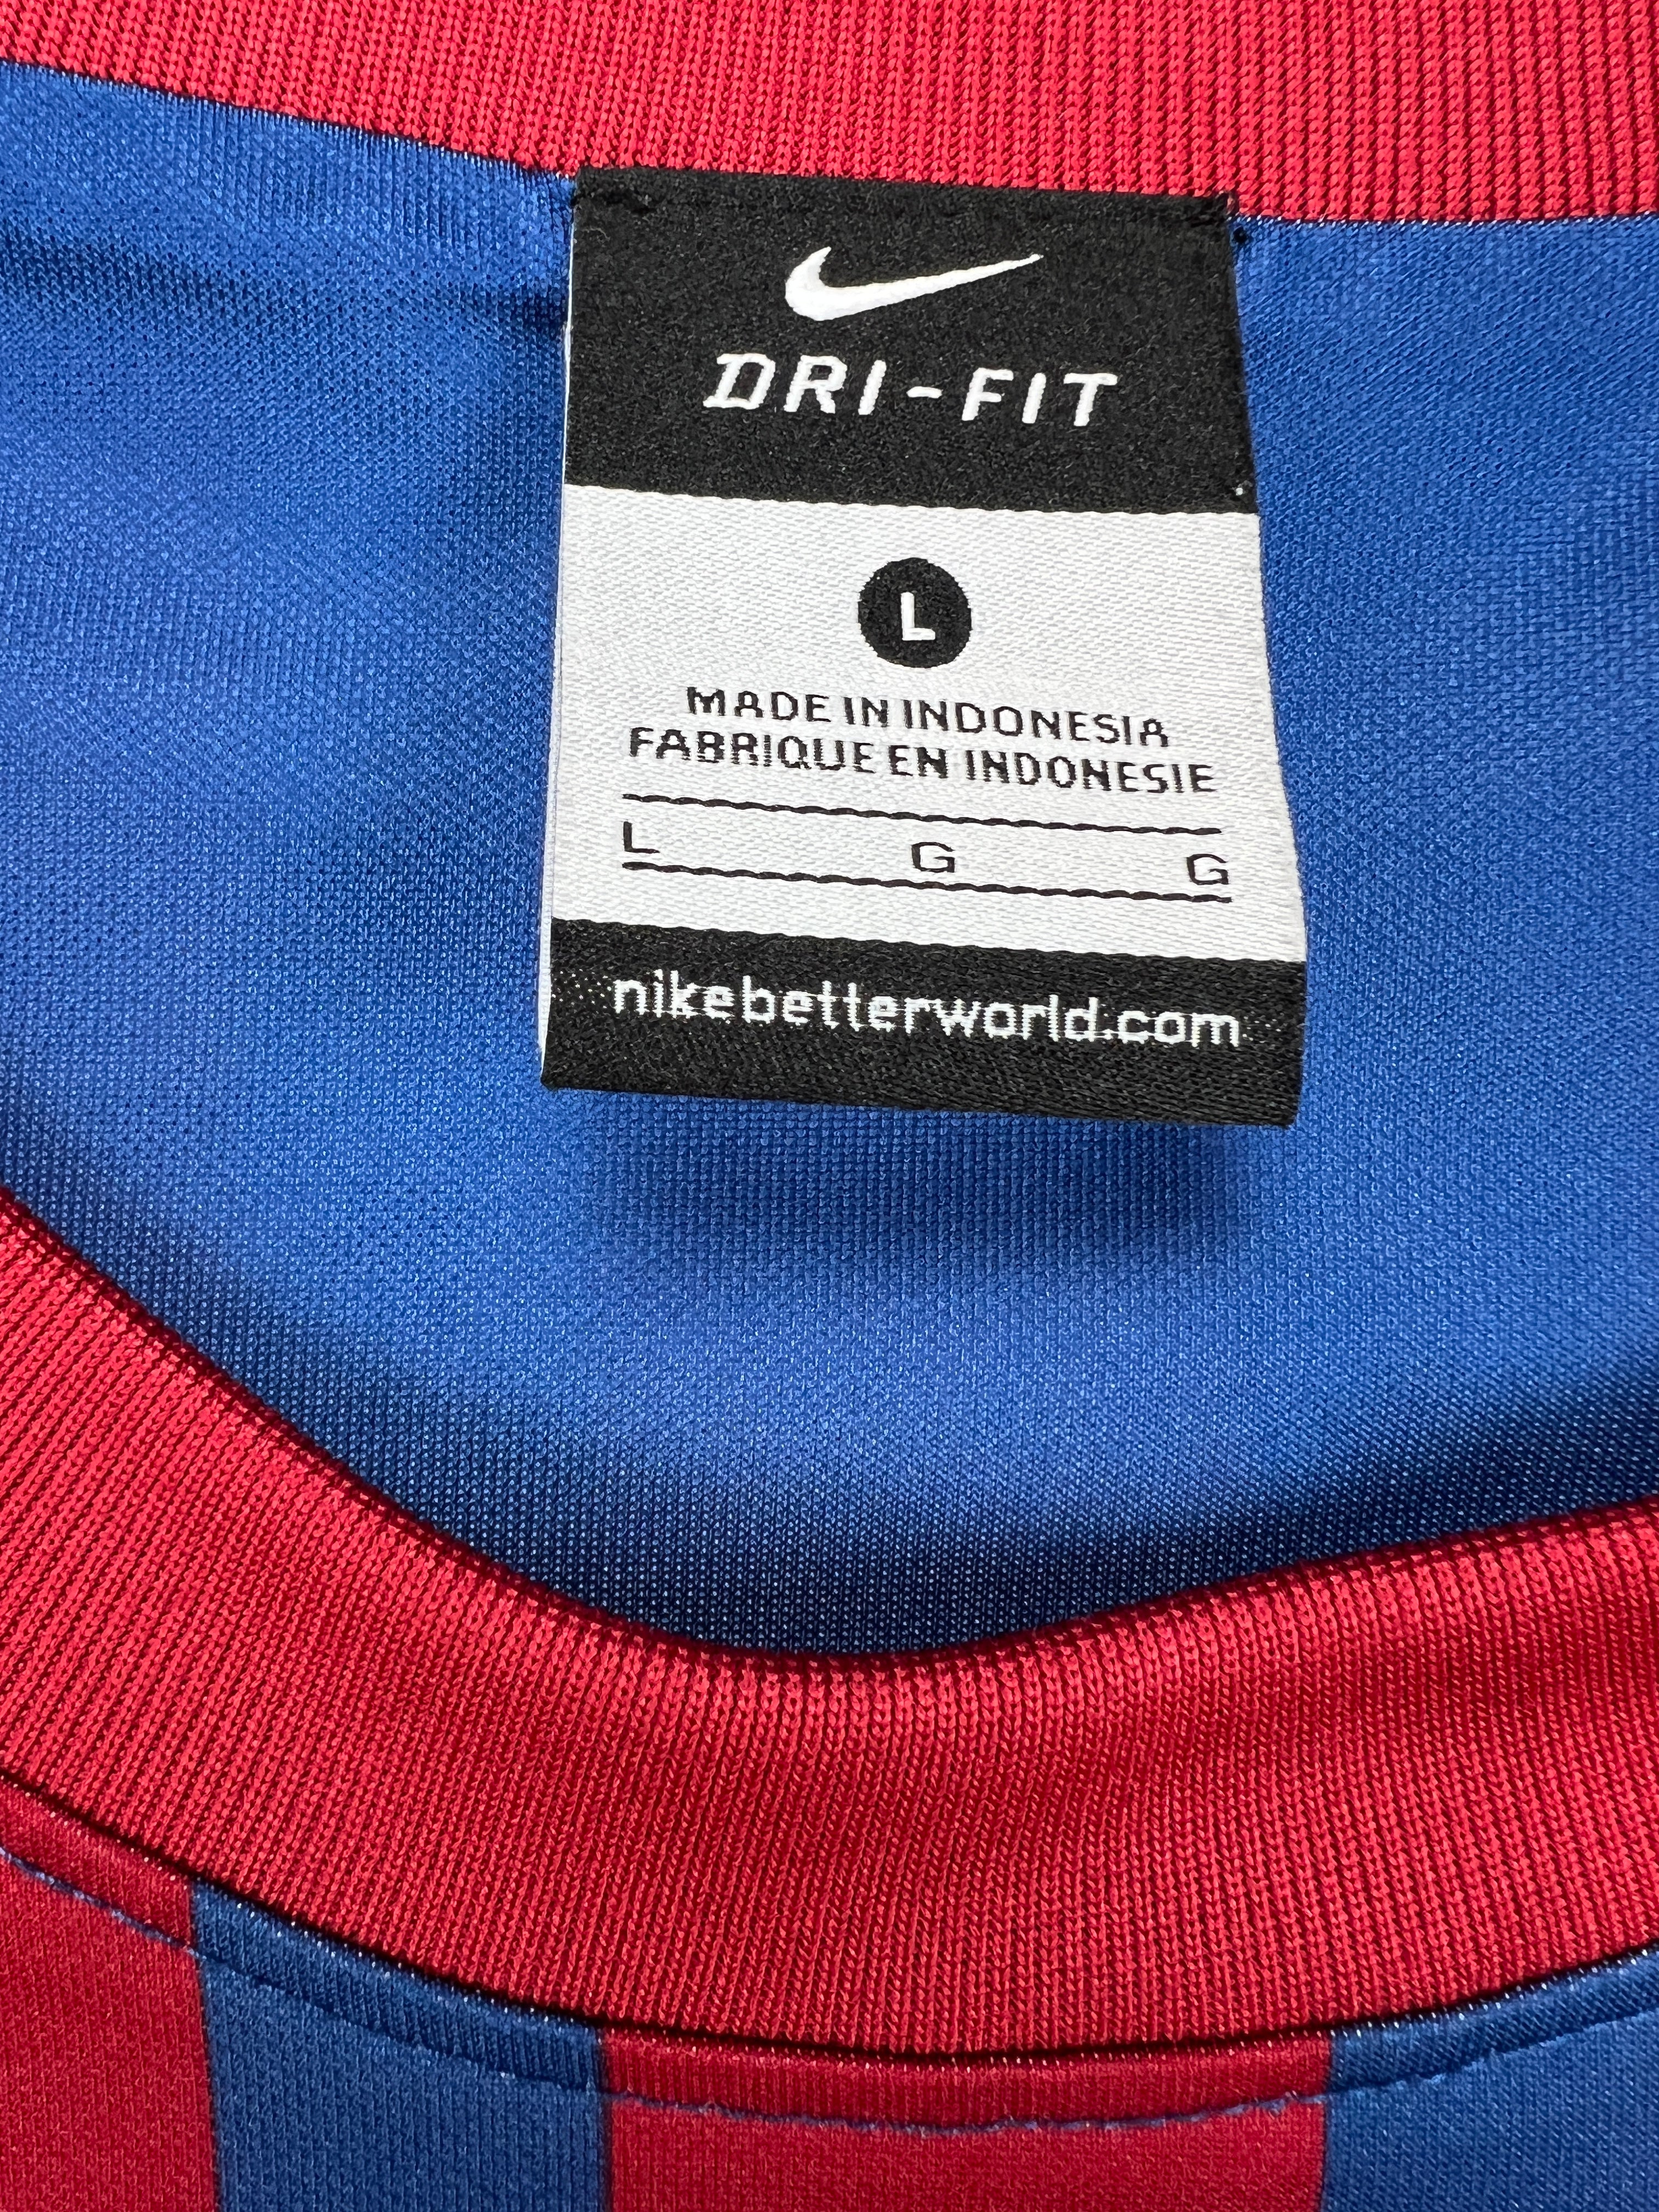 DRI-FIT
L
MADE IN INDONESIA
FABRIQUE EN INDONESIE
L G G
nikebetterworld.com